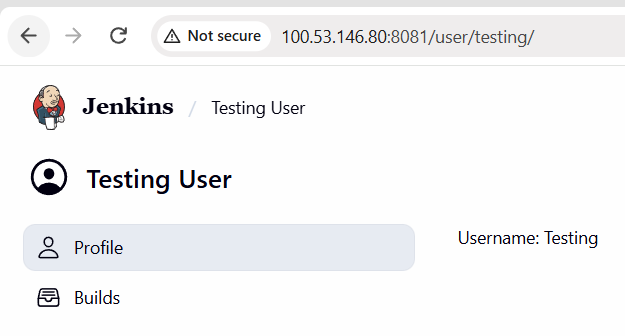 Not secure 100.53.146.80:8081/user/testing/
Jenkins / Testing User
Testing User
Profile
Username: Testing
Builds